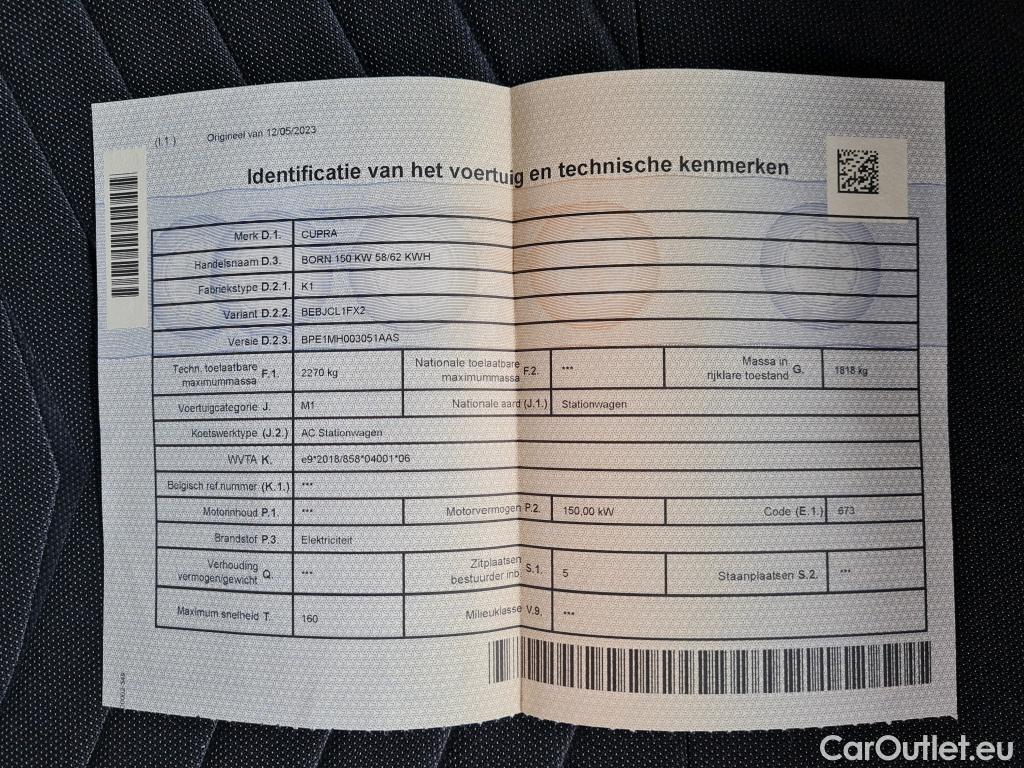 (I.1) Origineel van 12/05/2023
Identificatie van het voertuig en technische kenmerken
Merk D.1. CUPRA
Handelsnaam D.3. BORN 150 KW 58/62 KWH
Fabriekstype D.2.1. K1
Variant D.2.2. BEBJCL1FX2
Versie D.2.3. BPE1MH003051AAS
Techn. toelaatbare maximummassa F.1. 2270 kg Nationale toelaatbare maximummassa F.2. *** Massa in rijklare toestand G. 1818 kg
Voertuigcategorie J. M1 Nationale aard (J.1.) Stationwagen
Koetswerktype (J.2.) AC Stationwagen
WVTA K. e9*2018/858*04001*06
Belgisch ref.nummer (K.1.) ***
Motorinhoud P.1. *** Motorvermogen P.2. 150,00 kW Code (E.1.) 673
Brandstof P.3. Elektriciteit
Verhouding vermogen/gewicht Q. *** Zitplaatsen bestuurder inb. S.1. 5 Staanplaatsen S.2. ***
Maximum snelheid T. 160 Milieuklasse V.9. ***
CarOutlet.eu